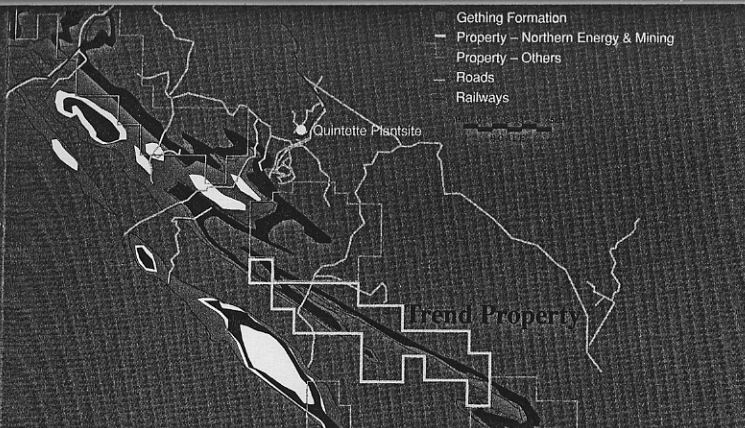 Gething Formation
Property – Northern Energy & Mining
Property – Others
Roads
Railways
Quintette Plantsite
Trend Property